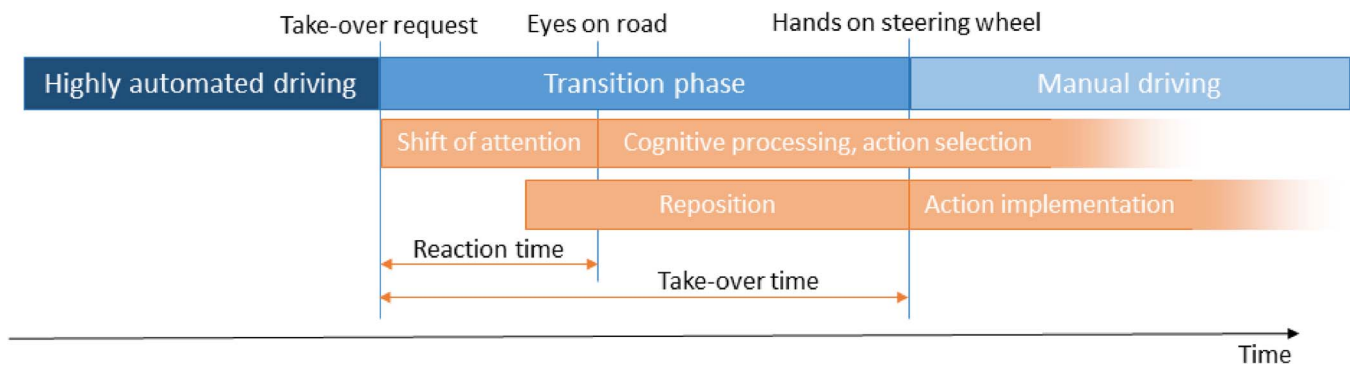 Take-over request Eyes on road Hands on steering wheel
Highly automated driving Transition phase Manual driving
Shift of attention Cognitive processing, action selection
Reposition Action implementation
Reaction time
Take-over time
Time